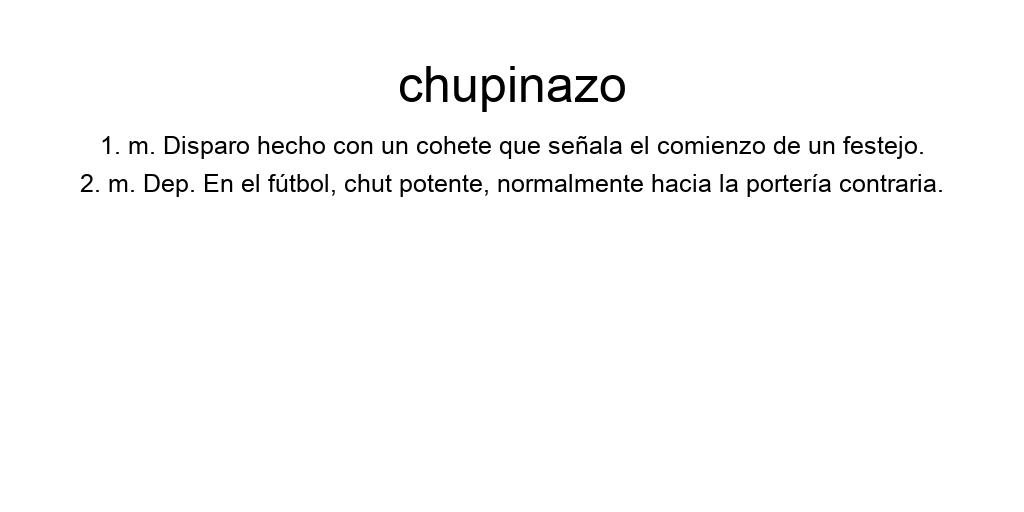 chupinazo
1. m. Disparo hecho con un cohete que señala el comienzo de un festejo.
2. m. Dep. En el fútbol, chut potente, normalmente hacia la portería contraria.